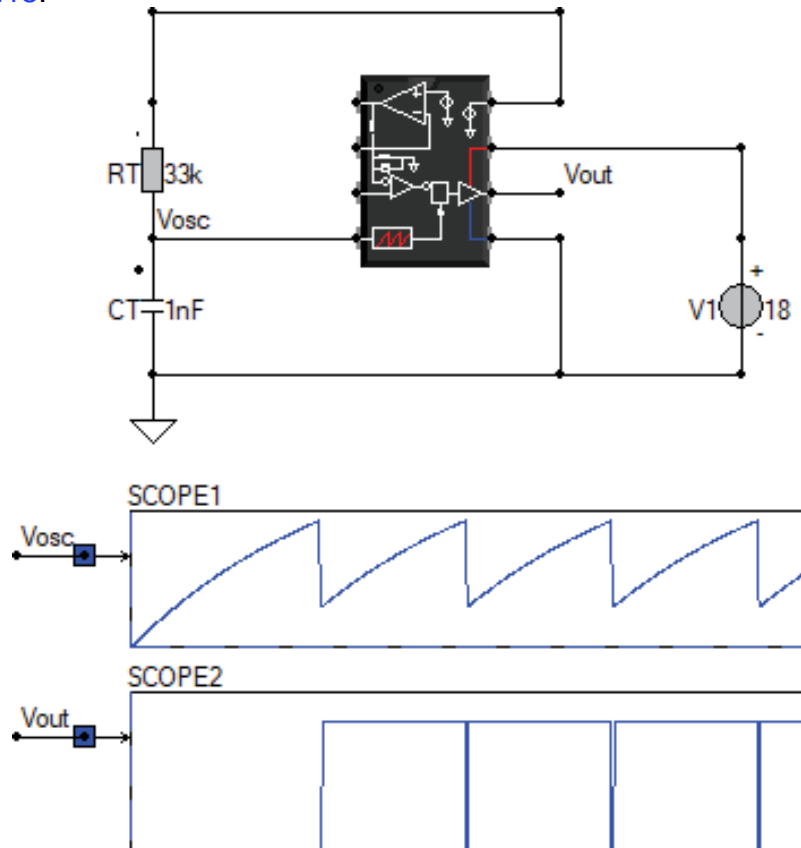 RT 33k
Vosc
CT 1nF
Vout
V1 18
+
-
SCOPE1
Vosc
SCOPE2
Vout